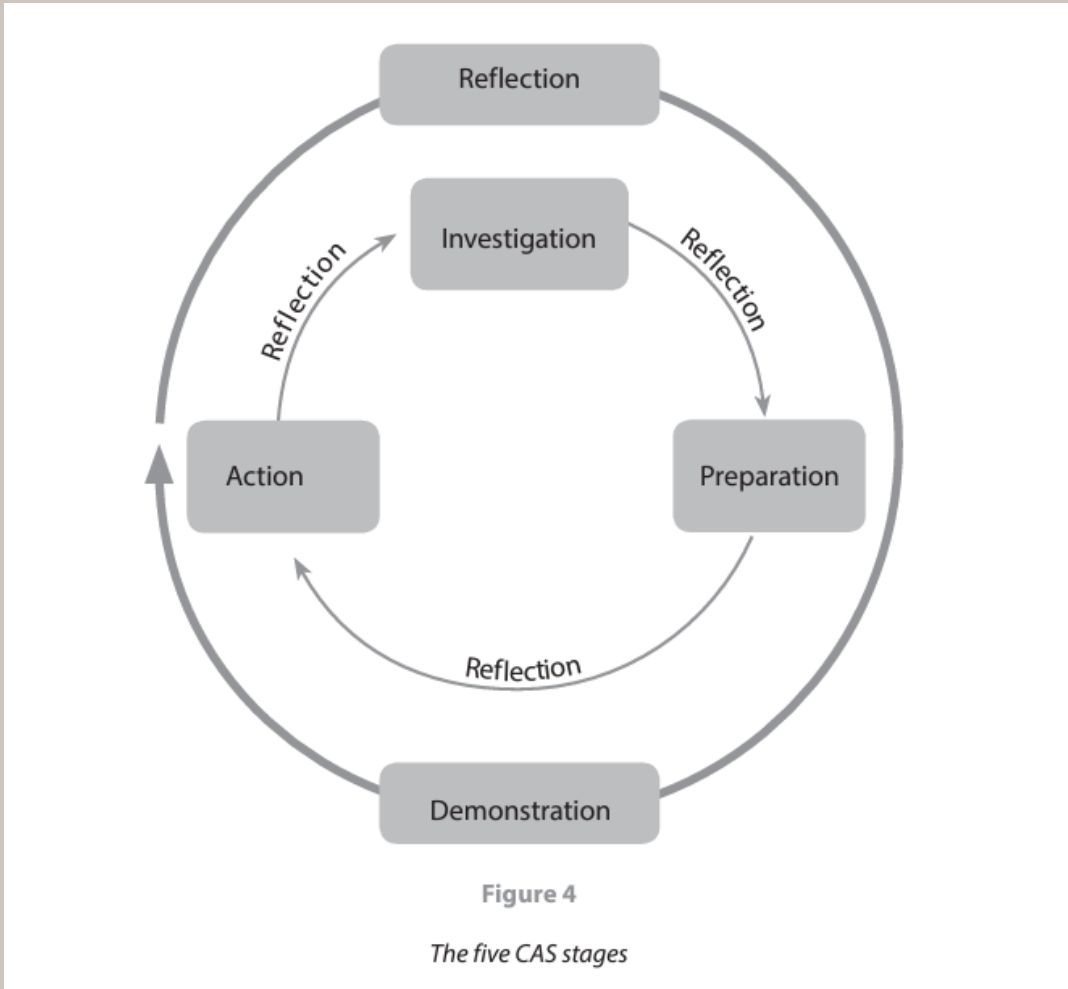 Reflection
Investigation
Reflection
Reflection
Action
Preparation
Reflection
Demonstration
Figure 4
The five CAS stages